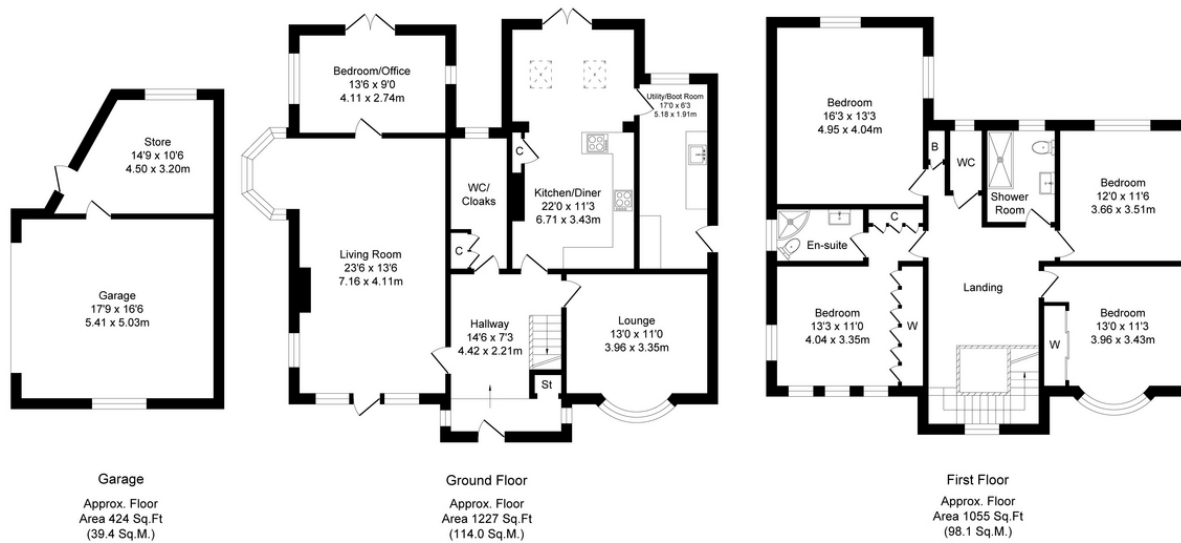 Store
14'9 x 10'6
4.50 x 3.20m
Garage
17'9 x 16'6
5.41 x 5.03m
Garage
Approx. Floor
Area 424 Sq.Ft
(39.4 Sq.M.)
Bedroom/Office
13'6 x 9'0
4.11 x 2.74m
Utility/Boot Room
17'0 x 6'3
5.18 x 1.91m
C
WC/
Cloaks
Kitchen/Diner
22'0 x 11'3
6.71 x 3.43m
C
Living Room
23'6 x 13'6
7.16 x 4.11m
Hallway
14'6 x 7'3
4.42 x 2.21m
Lounge
13'0 x 11'0
3.96 x 3.35m
St
Ground Floor
Approx. Floor
Area 1227 Sq.Ft
(114.0 Sq.M.)
Bedroom
16'3 x 13'3
4.95 x 4.04m
B
WC
Shower
Room
Bedroom
12'0 x 11'6
3.66 x 3.51m
C
En-suite
Landing
Bedroom
13'3 x 11'0
4.04 x 3.35m
W
W
Bedroom
13'0 x 11'3
3.96 x 3.43m
First Floor
Approx. Floor
Area 1055 Sq.Ft
(98.1 Sq.M.)